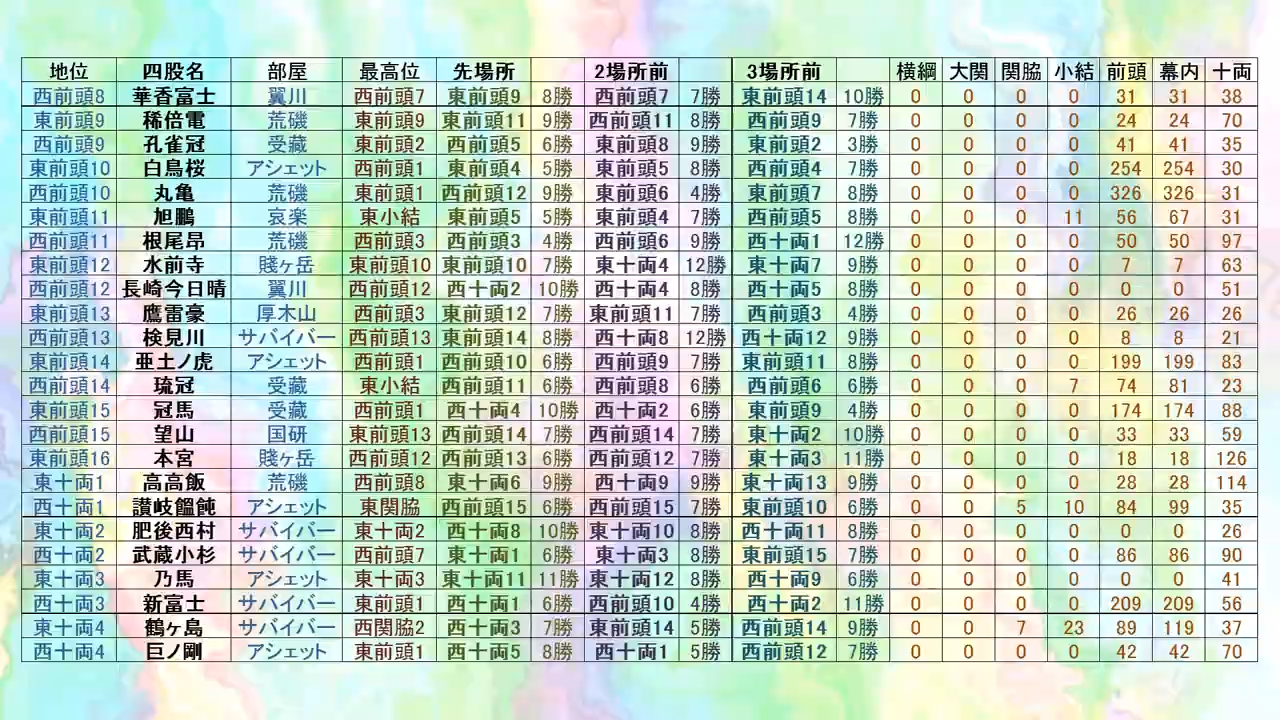 地位 四股名 部屋 最高位 先場所 2場所前 3場所前 横綱 大関 関脇 小結 前頭 幕内 十両
西前頭8 華香富士 翼川 西前頭7 東前頭9 8勝 西前頭7 7勝 東前頭14 10勝 0 0 0 0 31 31 38
東前頭9 稀倍電 荒磯 東前頭9 東前頭11 9勝 西前頭11 8勝 西前頭9 7勝 0 0 0 0 24 24 70
西前頭9 孔雀冠 受藏 東前頭2 西前頭5 6勝 東前頭8 9勝 東前頭2 3勝 0 0 0 0 41 41 35
東前頭10 白鳥桜 アシェット 西前頭1 東前頭4 5勝 東前頭5 8勝 西前頭4 7勝 0 0 0 0 254 254 30
西前頭10 丸亀 荒磯 東前頭1 西前頭12 9勝 東前頭6 4勝 東前頭7 8勝 0 0 0 0 326 326 31
東前頭11 旭鵬 哀楽 東小結 東前頭5 5勝 東前頭4 7勝 西前頭5 8勝 0 0 0 11 56 67 31
西前頭11 根尾昂 荒磯 西前頭3 西前頭3 4勝 西前頭6 9勝 西十両1 12勝 0 0 0 0 50 50 97
東前頭12 水前寺 賤ヶ岳 東前頭10 東前頭10 7勝 東十両4 12勝 東十両7 9勝 0 0 0 0 7 7 63
西前頭12 長崎今日晴 翼川 西前頭12 西十両2 10勝 西十両4 8勝 西十両5 8勝 0 0 0 0 0 0 51
東前頭13 鷹雷豪 厚木山 西前頭3 東前頭12 7勝 東前頭11 7勝 西前頭3 4勝 0 0 0 0 26 26 26
西前頭13 検見川 サバイバー 西前頭13 東前頭14 8勝 西十両8 12勝 西十両12 9勝 0 0 0 0 8 8 21
東前頭14 亜土ノ虎 アシェット 西前頭1 西前頭10 6勝 西前頭9 7勝 東前頭11 8勝 0 0 0 0 199 199 83
西前頭14 琉冠 受藏 東小結 西前頭11 6勝 西前頭8 6勝 西前頭6 6勝 0 0 0 7 74 81 23
東前頭15 冠馬 受藏 西前頭1 西十両4 10勝 西十両2 6勝 東前頭9 4勝 0 0 0 0 174 174 88
西前頭15 望山 国研 東前頭13 西前頭14 7勝 西前頭14 7勝 東十両2 10勝 0 0 0 0 33 33 59
東前頭16 本宮 賤ヶ岳 西前頭12 西前頭13 6勝 西前頭12 7勝 東十両3 11勝 0 0 0 0 18 18 126
東十両1 高高飯 荒磯 西前頭8 東十両6 9勝 西十両9 9勝 東十両13 9勝 0 0 0 0 28 28 114
西十両1 讃岐饂飩 アシェット 東関脇 西前頭15 6勝 西前頭15 7勝 東前頭10 6勝 0 0 5 10 84 99 35
東十両2 肥後西村 サバイバー 東十両2 西十両8 10勝 東十両10 8勝 西十両11 8勝 0 0 0 0 0 0 26
西十両2 武蔵小杉 サバイバー 西前頭7 東十両1 6勝 東十両3 8勝 東前頭15 7勝 0 0 0 0 86 86 90
東十両3 乃馬 アシェット 東十両3 東十両11 11勝 東十両12 8勝 西十両9 6勝 0 0 0 0 0 0 41
西十両3 新富士 サバイバー 東前頭1 西十両1 6勝 西前頭10 4勝 西十両2 11勝 0 0 0 0 209 209 56
東十両4 鶴ヶ島 サバイバー 西関脇2 西十両3 7勝 東前頭14 5勝 西前頭14 9勝 0 0 7 23 89 119 37
西十両4 巨ノ剛 アシェット 東前頭1 西十両5 8勝 西十両1 5勝 西前頭12 7勝 0 0 0 0 42 42 70